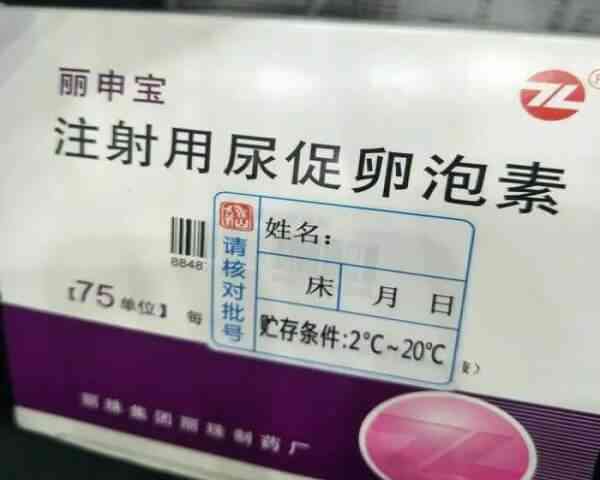 丽申宝
注射用尿促卵泡素
请核对批号
姓名:
床 月 日
贮存条件:2℃~20℃
8848
【75单位】 每
丽珠集团丽珠制药厂